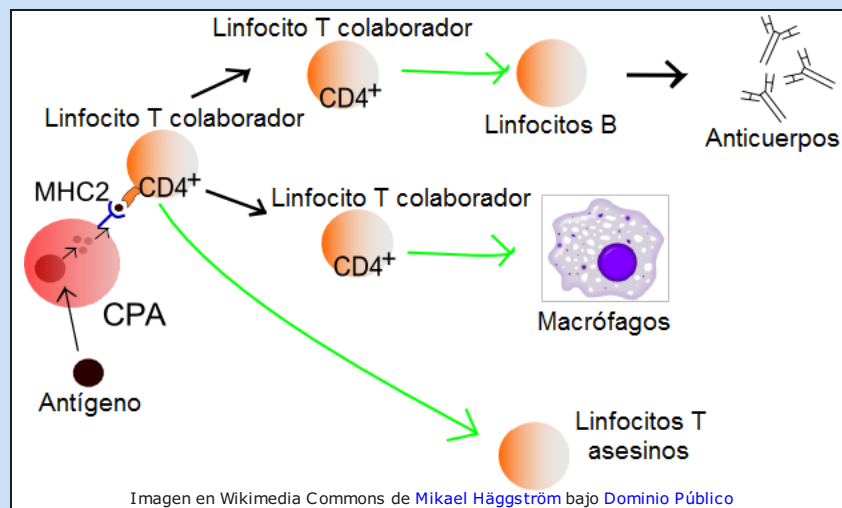 Linfocito T colaborador
CD4+
Linfocitos B
Anticuerpos
Linfocito T colaborador
CD4+
MHC2
CPA
Antígeno
Linfocito T colaborador
CD4+
Macrófagos
Linfocitos T
asesinos
Imagen en Wikimedia Commons de Mikael Häggström bajo Dominio Público